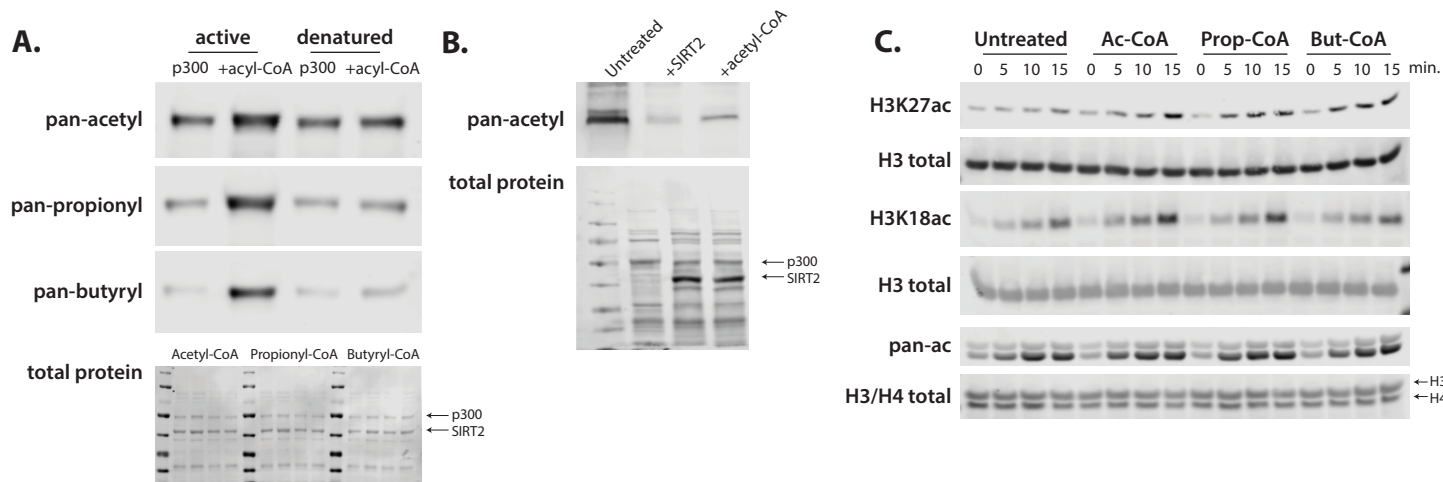 A.
active denatured
p300 +acyl-CoA p300 +acyl-CoA
pan-acetyl
pan-propionyl
pan-butyryl
Acetyl-CoA Propionyl-CoA Butyryl-CoA
total protein
p300
SIRT2
B.
Untreated +SIRT2 +acetyl-CoA
pan-acetyl
total protein
p300
SIRT2
C.
Untreated Ac-CoA Prop-CoA But-CoA
0 5 10 15 0 5 10 15 0 5 10 15 0 5 10 15 min.
H3K27ac
H3 total
H3K18ac
H3 total
pan-ac
H3/H4 total
H3
H4